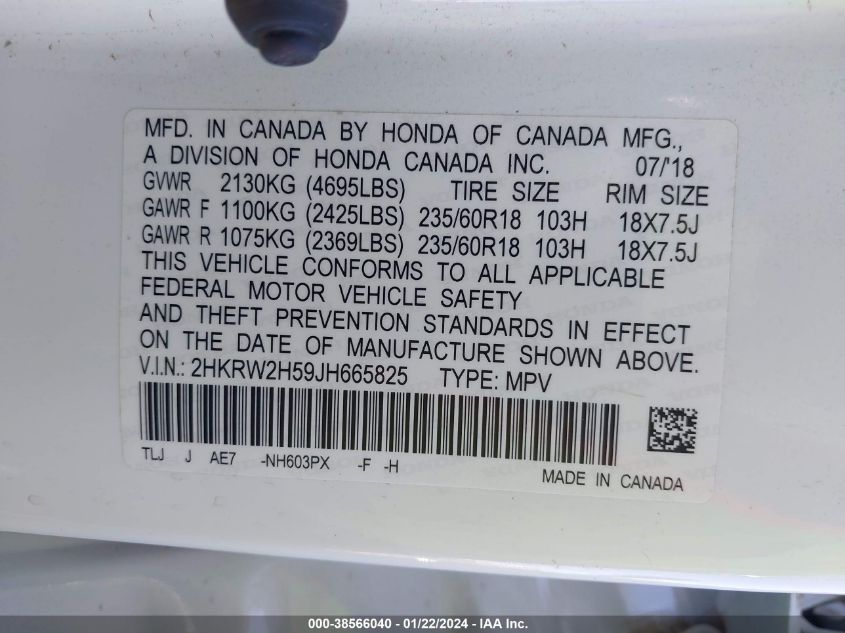 MFD. IN CANADA BY HONDA OF CANADA MFG.,
A DIVISION OF HONDA CANADA INC. 07/'18
GVWR 2130KG (4695LBS) TIRE SIZE RIM SIZE
GAWR F 1100KG (2425LBS) 235/60R18 103H 18X7.5J
GAWR R 1075KG (2369LBS) 235/60R18 103H 18X7.5J
THIS VEHICLE CONFORMS TO ALL APPLICABLE
FEDERAL MOTOR VEHICLE SAFETY
AND THEFT PREVENTION STANDARDS IN EFFECT
ON THE DATE OF MANUFACTURE SHOWN ABOVE.
V.I.N.: 2HKRW2H59JH665825 TYPE: MPV
TLJ J AE7 -NH603PX -F -H
MADE IN CANADA
000-38566040 - 01/22/2024 - IAA Inc.